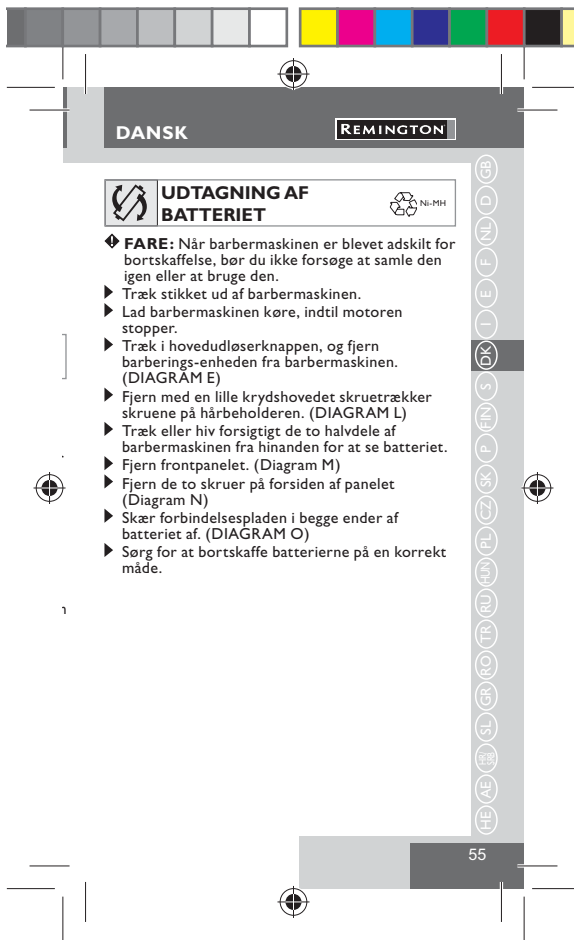 DANSK
REMINGTON
UDTAGNING AF
BATTERIET
Ni-MH
FARE: Når barbermaskinen er blevet adskilt for
bortskaffelse, bør du ikke forsøge at samle den
igen eller at bruge den.
Træk stikket ud af barbermaskinen.
Lad barbermaskinen køre, indtil motoren
stopper.
Træk i hovedudløserknappen, og fjern
barberings-enheden fra barbermaskinen.
(DIAGRAM E)
Fjern med en lille krydshovedet skruetrækker
skruene på hårbeholderen. (DIAGRAM L)
Træk eller hiv forsigtigt de to halvdele af
barbermaskinen fra hinanden for at se batteriet.
Fjern frontpanelet. (Diagram M)
Fjern de to skruer på forsiden af panelet
(Diagram N)
Skær forbindelsespladen i begge ender af
batteriet af. (DIAGRAM O)
Sørg for at bortskaffe batterierne på en korrekt
måde.
GB
D
NL
F
E
I
DK
S
FIN
P
SK
CZ
PL
HUN
RU
TR
RO
GR
SL
HR/
SRB
AE
HE
55